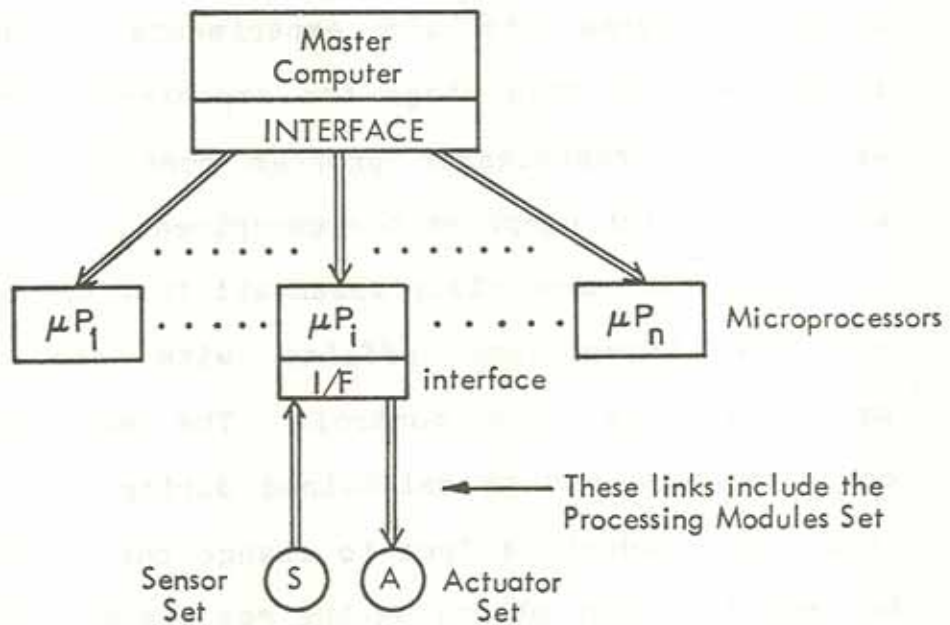 Master
Computer
INTERFACE
μP1
μPi
μPn
Microprocessors
I/F
interface
These links include the
Processing Modules Set
Sensor
Set
S
A
Actuator
Set